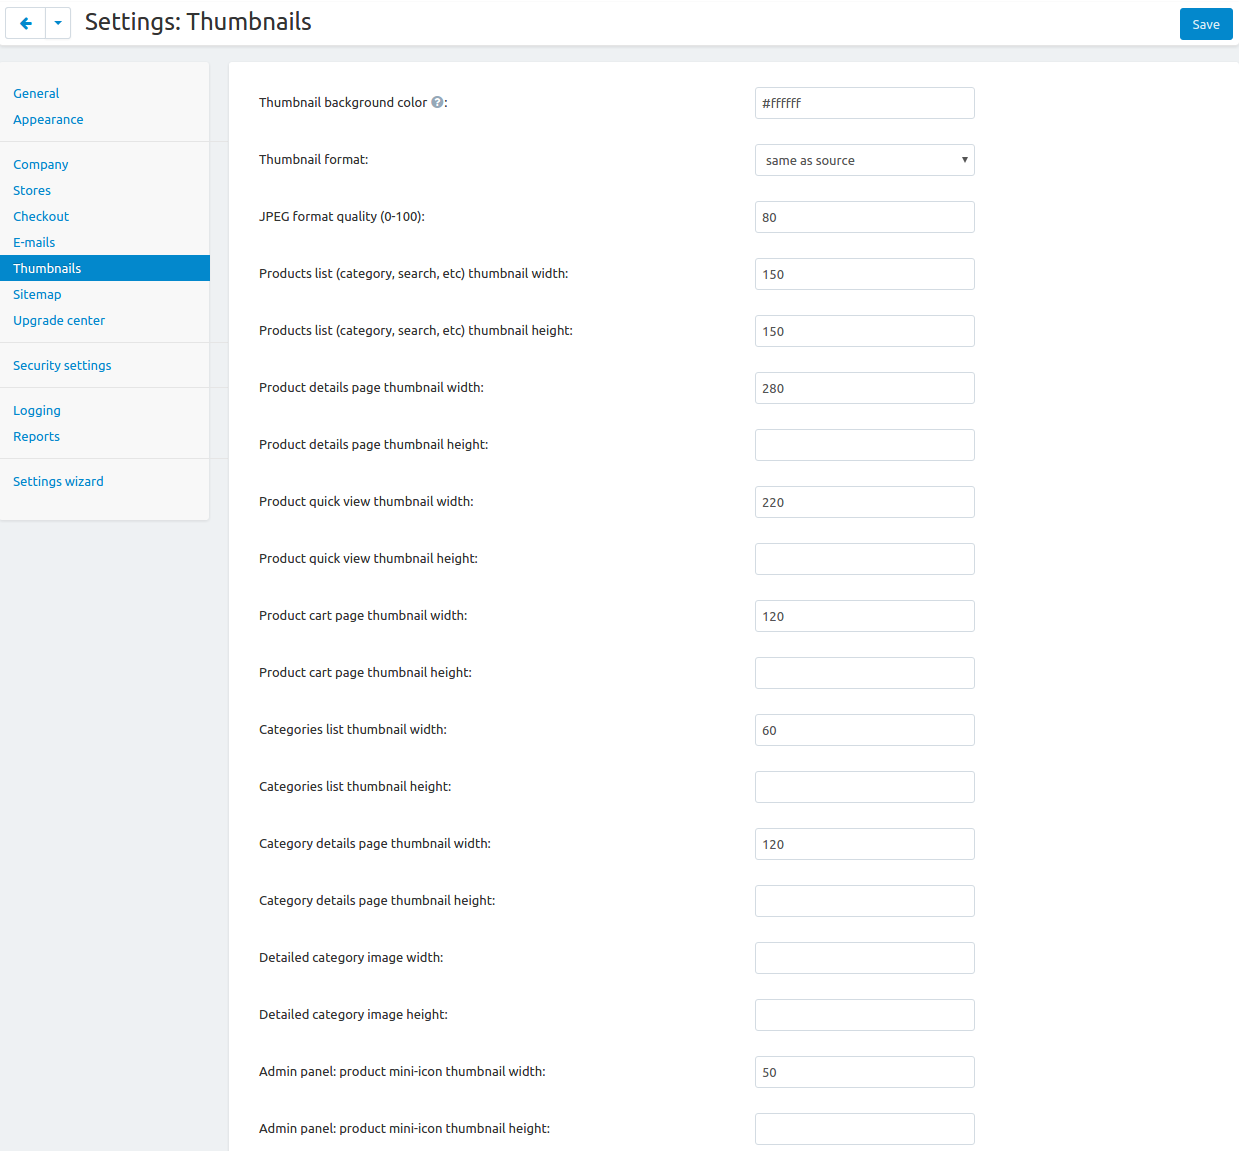 Settings: Thumbnails
Save
General
Appearance
Company
Stores
Checkout
E-mails
Thumbnails
Sitemap
Upgrade center
Security settings
Logging
Reports
Settings wizard
Thumbnail background color ?: #ffffff
Thumbnail format: same as source
JPEG format quality (0-100): 80
Products list (category, search, etc) thumbnail width: 150
Products list (category, search, etc) thumbnail height: 150
Product details page thumbnail width: 280
Product details page thumbnail height:
Product quick view thumbnail width: 220
Product quick view thumbnail height:
Product cart page thumbnail width: 120
Product cart page thumbnail height:
Categories list thumbnail width: 60
Categories list thumbnail height:
Category details page thumbnail width: 120
Category details page thumbnail height:
Detailed category image width:
Detailed category image height:
Admin panel: product mini-icon thumbnail width: 50
Admin panel: product mini-icon thumbnail height: